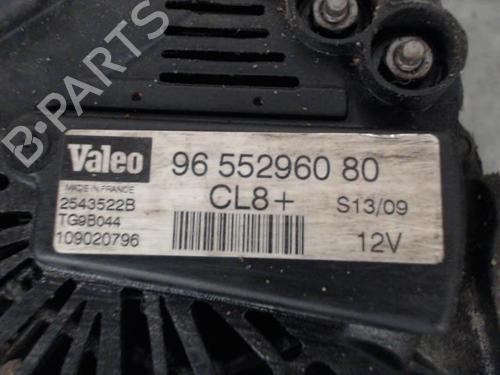 B-PARTS
Valeo
96 552960 80
MADE IN FRANCE
CL8+
S13/09
2543522B
TG9B044
109020796
12V